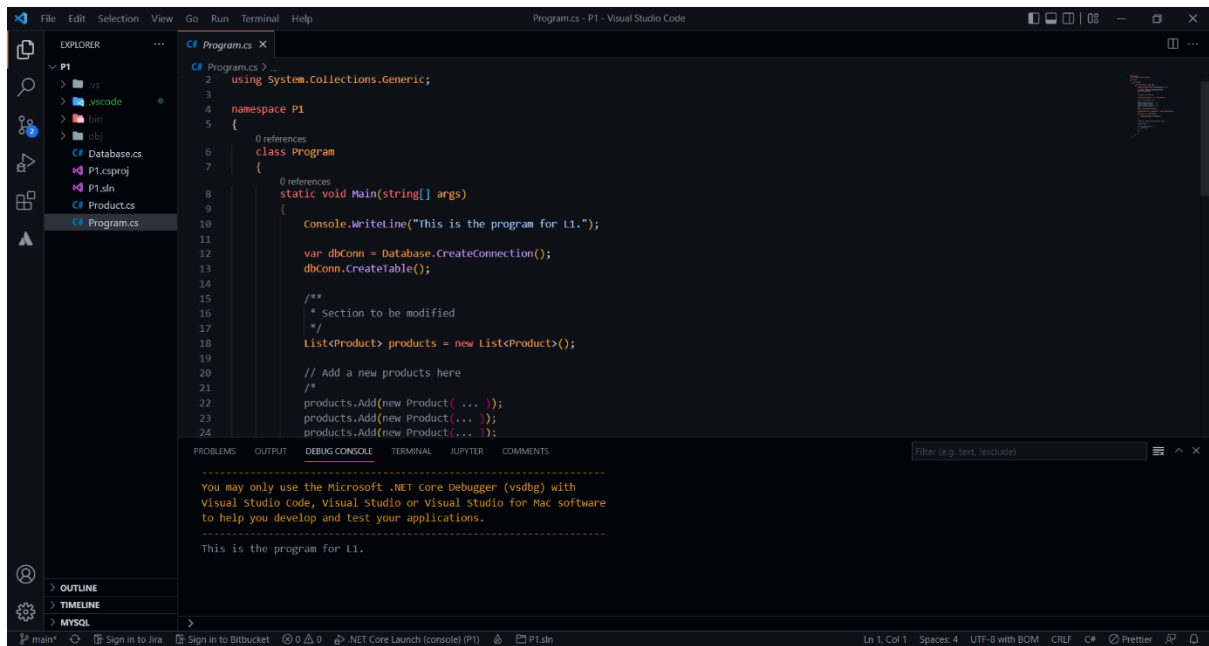 File Edit Selection View Go Run Terminal Help
Program.cs - P1 - Visual Studio Code
EXPLORER ...
P1
.vs
.vscode
bin
obj
C# Database.cs
P1.csproj
P1.sln
C# Product.cs
C# Program.cs
2
C# Program.cs ×
C# Program.cs > ...
2 using System.Collections.Generic;
3
4 namespace P1
5 {
0 references
6 class Program
7 {
0 references
8 static void Main(string[] args)
9 {
10 Console.WriteLine("This is the program for L1.");
11
12 var dbConn = Database.CreateConnection();
13 dbConn.CreateTable();
14
15 /**
16 * Section to be modified
17 */
18 List<Product> products = new List<Product>();
19
20 // Add a new products here
21 /*
22 products.Add(new Product( ... ));
23 products.Add(new Product(... ));
24 products.Add(new Product(... ));
PROBLEMS OUTPUT DEBUG CONSOLE TERMINAL JUPYTER COMMENTS
Filter (e.g. text, !exclude)
------------------------------------------------------------------
You may only use the Microsoft .NET Core Debugger (vsdbg) with
Visual Studio Code, Visual Studio or Visual Studio for Mac software
to help you develop and test your applications.
------------------------------------------------------------------
This is the program for L1.
OUTLINE
TIMELINE
MYSQL
>
main* Sign in to Jira Sign in to Bitbucket 0 0 .NET Core Launch (console) (P1) P1.sln
Ln 1, Col 1 Spaces: 4 UTF-8 with BOM CRLF C# Prettier